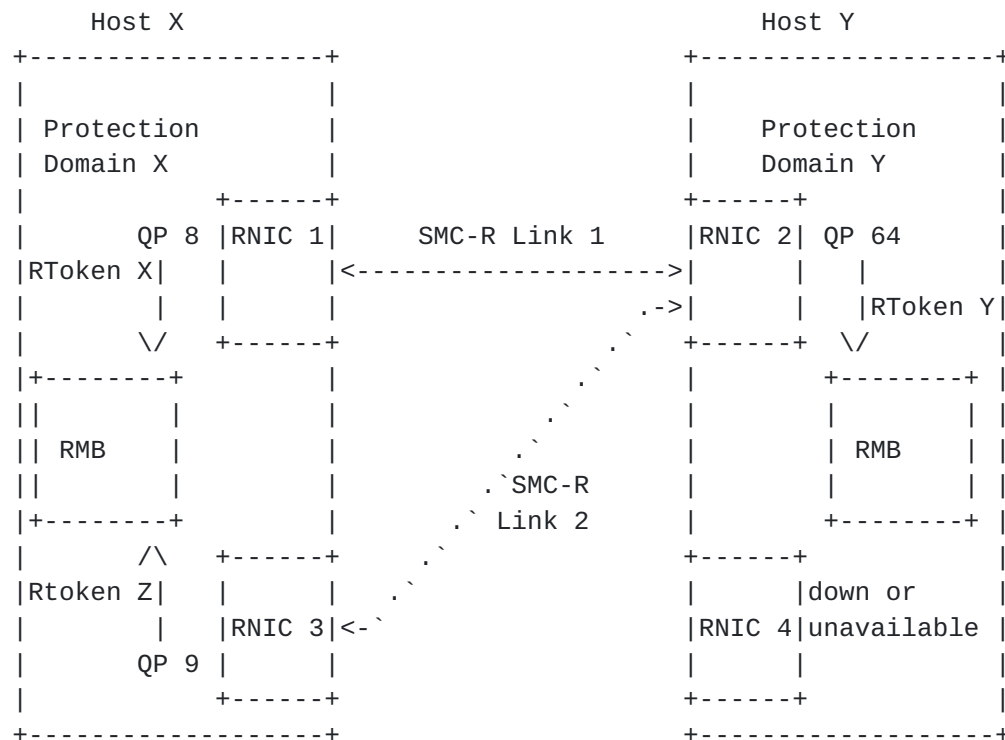 Host X Host Y
Protection Protection
Domain X Domain Y
QP 8 RNIC 1 SMC-R Link 1 RNIC 2 QP 64
RToken X
RToken Y
RMB RMB
SMC-R
Link 2
Rtoken Z down or
RNIC 3 RNIC 4 unavailable
QP 9